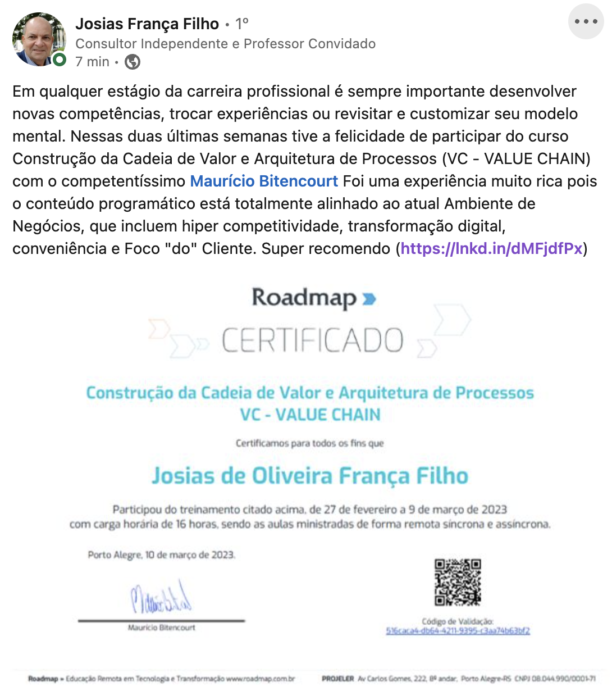 Josias França Filho · 1º
Consultor Independente e Professor Convidado
7 min ·
Em qualquer estágio da carreira profissional é sempre importante desenvolver
novas competências, trocar experiências ou revisitar e customizar seu modelo
mental. Nessas duas últimas semanas tive a felicidade de participar do curso
Construção da Cadeia de Valor e Arquitetura de Processos (VC - VALUE CHAIN)
com o competentíssimo Maurício Bitencourt Foi uma experiência muito rica pois
o conteúdo programático está totalmente alinhado ao atual Ambiente de
Negócios, que incluem hiper competitividade, transformação digital,
conveniência e Foco "do" Cliente. Super recomendo (https://lnkd.in/dMFjdfPx)
Roadmap
CERTIFICADO
Construção da Cadeia de Valor e Arquitetura de Processos
VC - VALUE CHAIN
Certificamos para todos os fins que
Josias de Oliveira França Filho
Participou do treinamento citado acima, de 27 de fevereiro a 9 de março de 2023
com carga horária de 16 horas, sendo as aulas ministradas de forma remota síncrona e assíncrona.
Porto Alegre, 10 de março de 2023.
Maurício Bitencourt
Código de Validação:
516caca4-db64-4211-9395-c3aa74b63bf2
Roadmap - Educação Remota em Tecnologia e Transformação www.roadmap.com.br
PROJELER Av Carlos Gomes, 222, 8º andar, Porto Alegre-RS CNPJ 08.044.990/0001-71